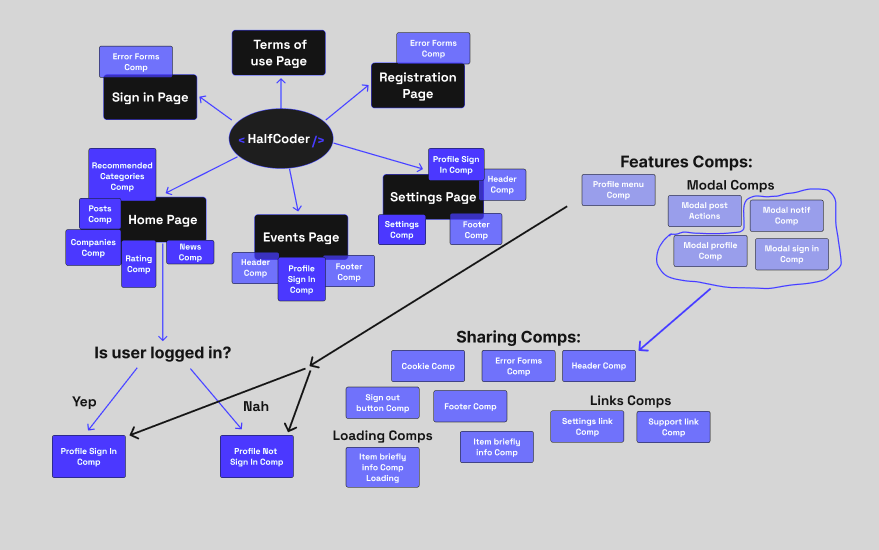 Error Forms
Comp
Sign in Page
Terms of
use Page
Error Forms
Comp
Registration
Page
< HalfCoder />
Recommended
Categories
Comp
Posts
Comp
Home Page
Companies
Comp
Rating
Comp
News
Comp
Events Page
Header
Comp
Profile
Sign In
Comp
Footer
Comp
Profile Sign
In Comp
Header
Comp
Settings Page
Settings
Comp
Footer
Comp
Features Comps:
Profile menu
Comp
Modal Comps
Modal post
Actions
Modal notif
Comp
Modal profile
Comp
Modal sign in
Comp
Is user logged in?
Yep
Nah
Profile Sign In
Comp
Profile Not
Sign In Comp
Sharing Comps:
Cookie Comp
Error Forms
Comp
Header Comp
Sign out
button Comp
Footer Comp
Links Comps
Settings link
Comp
Support link
Comp
Loading Comps
Item briefly
info Comp
Loading
Item briefly
info Comp